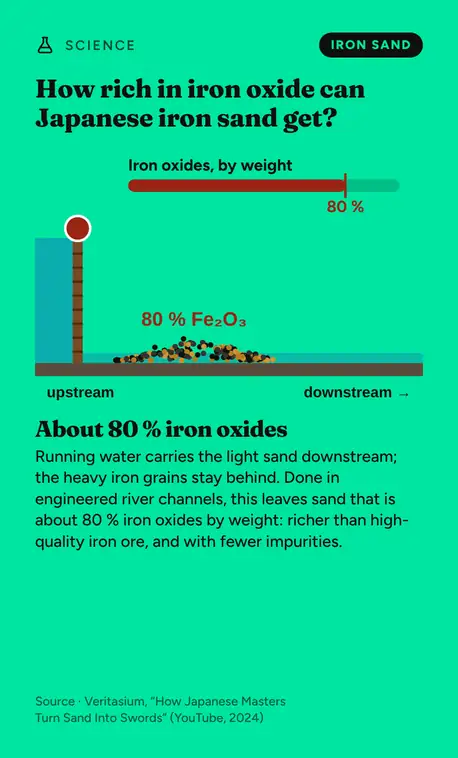 SCIENCE
IRON SAND
How rich in iron oxide can
Japanese iron sand get?
Iron oxides, by weight
80 %
80 % Fe₂O₃
upstream
downstream →
About 80 % iron oxides
Running water carries the light sand downstream;
the heavy iron grains stay behind. Done in
engineered river channels, this leaves sand that is
about 80 % iron oxides by weight: richer than high-
quality iron ore, and with fewer impurities.
Source · Veritasium, “How Japanese Masters
Turn Sand Into Swords” (YouTube, 2024)